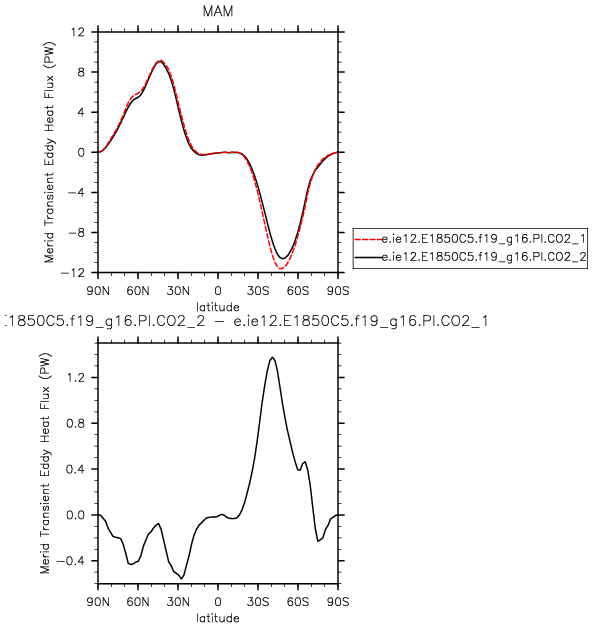 MAM
Merid Transient Eddy Heat Flux (PW)
12
8
4
0
−4
−8
−12
90N 60N 30N 0 30S 60S 90S
latitude
e.ie12.E1850C5.f19_g16.PI.CO2_1
e.ie12.E1850C5.f19_g16.PI.CO2_2
1850C5.f19_g16.PI.CO2_2 − e.ie12.E1850C5.f19_g16.PI.CO2_1
Merid Transient Eddy Heat Flux (PW)
1.2
0.8
0.4
0.0
−0.4
90N 60N 30N 0 30S 60S 90S
latitude